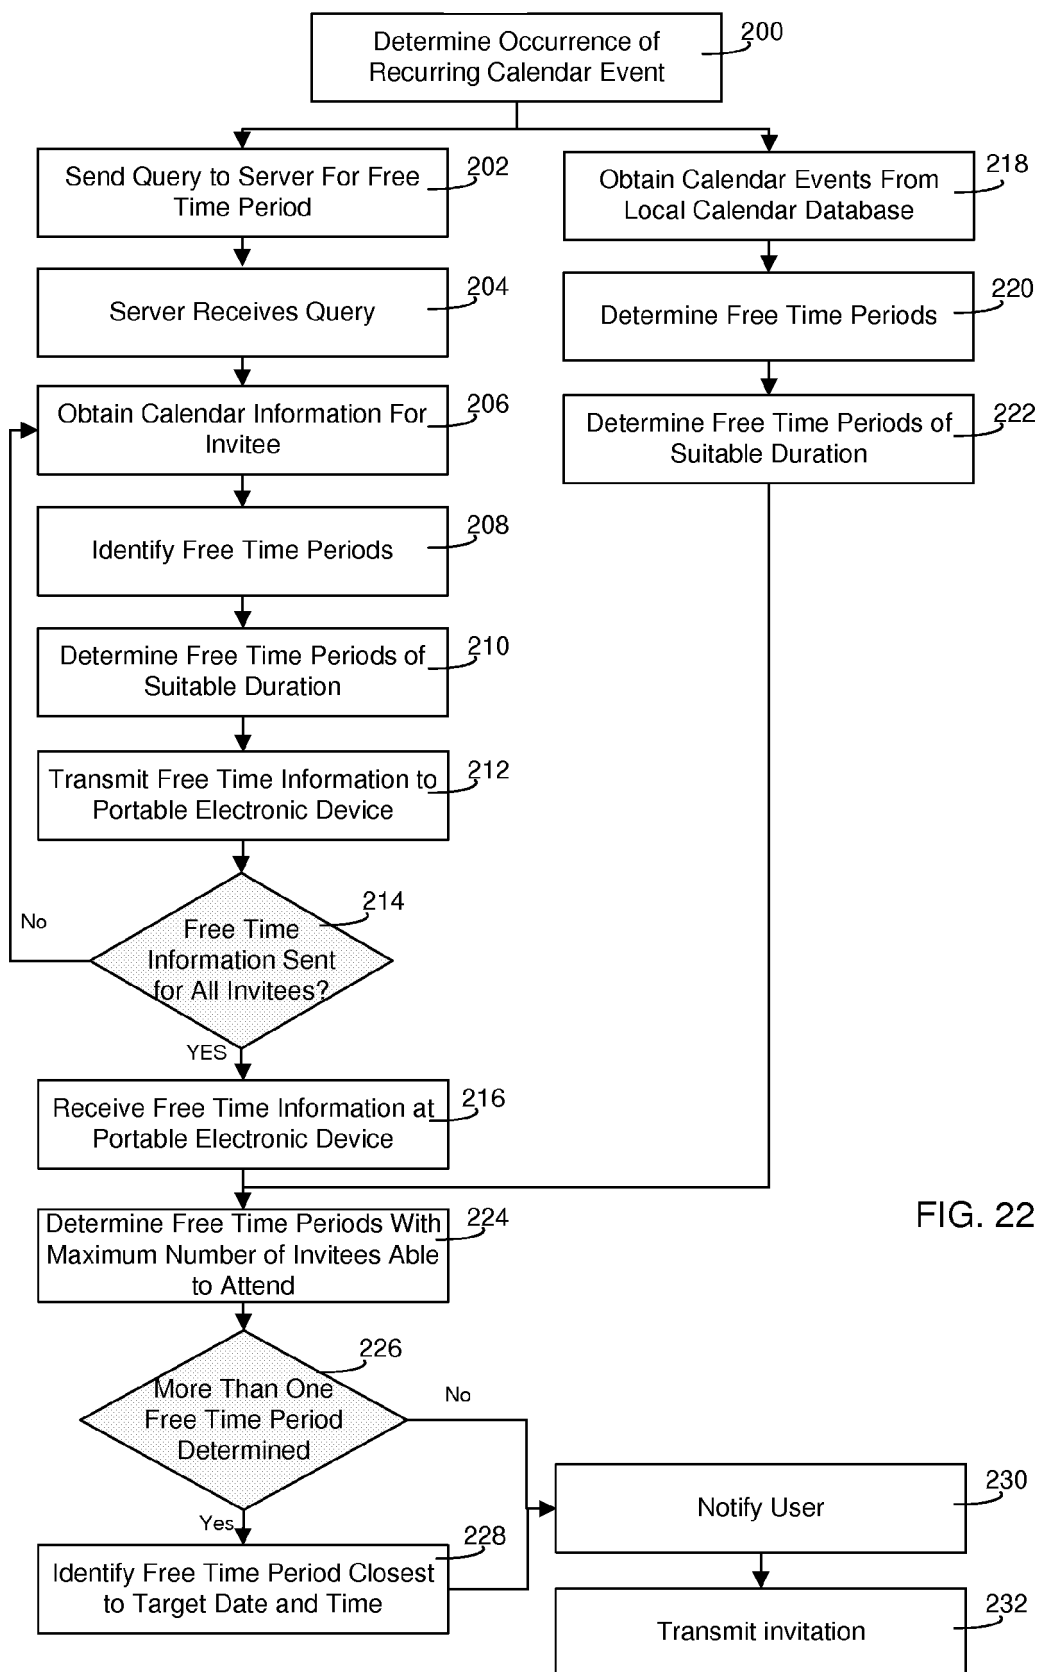 Determine Occurrence of
Recurring Calendar Event
200
Send Query to Server For Free
Time Period
202
Obtain Calendar Events From
Local Calendar Database
218
Server Receives Query
204
Determine Free Time Periods
220
Obtain Calendar Information For
Invitee
206
Determine Free Time Periods of
Suitable Duration
222
Identify Free Time Periods
208
Determine Free Time Periods of
Suitable Duration
210
Transmit Free Time Information to
Portable Electronic Device
212
Free Time
Information Sent
for All Invitees?
214
No
YES
Receive Free Time Information at
Portable Electronic Device
216
Determine Free Time Periods With
Maximum Number of Invitees Able
to Attend
224
FIG. 22
More Than One
Free Time Period
Determined
226
No
Yes
Identify Free Time Period Closest
to Target Date and Time
228
Notify User
230
Transmit invitation
232